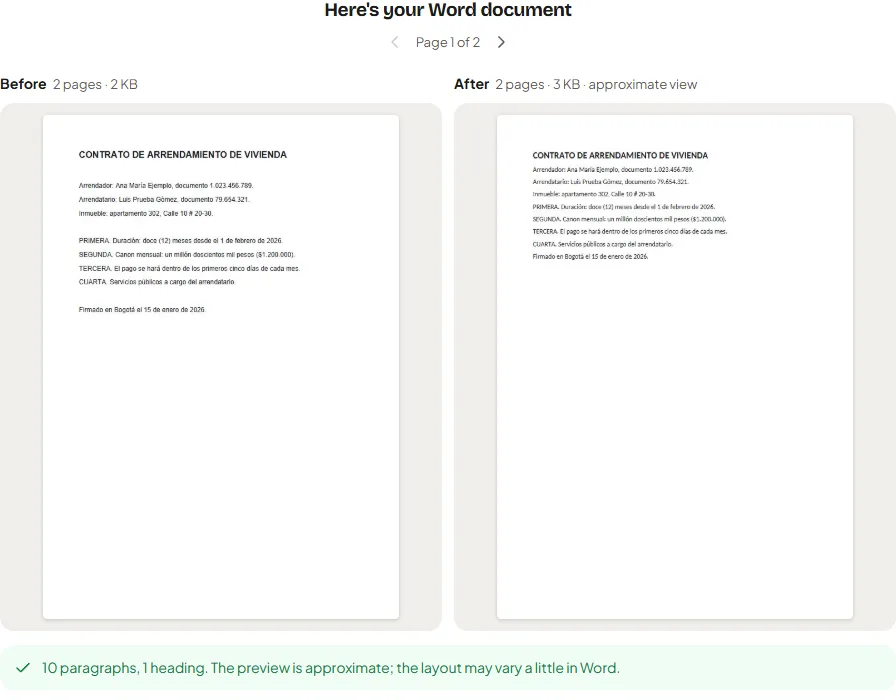 Here's your Word document
Page 1 of 2
Before 2 pages · 2 KB
CONTRATO DE ARRENDAMIENTO DE VIVIENDA
Arrendador: Ana María Ejemplo, documento 1.023.456.789.
Arrendatario: Luis Prueba Gómez, documento 79.654.321.
Inmueble: apartamento 302, Calle 10 # 20-30.
PRIMERA. Duración: doce (12) meses desde el 1 de febrero de 2026.
SEGUNDA. Canon mensual: un millón doscientos mil pesos ($1.200.000).
TERCERA. El pago se hará dentro de los primeros cinco días de cada mes.
CUARTA. Servicios públicos a cargo del arrendatario.
Firmado en Bogotá el 15 de enero de 2026.
After 2 pages · 3 KB · approximate view
CONTRATO DE ARRENDAMIENTO DE VIVIENDA
Arrendador: Ana María Ejemplo, documento 1.023.456.789.
Arrendatario: Luis Prueba Gómez, documento 79.654.321.
Inmueble: apartamento 302, Calle 10 # 20-30.
PRIMERA. Duración: doce (12) meses desde el 1 de febrero de 2026.
SEGUNDA. Canon mensual: un millón doscientos mil pesos ($1.200.000).
TERCERA. El pago se hará dentro de los primeros cinco días de cada mes.
CUARTA. Servicios públicos a cargo del arrendatario.
Firmado en Bogotá el 15 de enero de 2026.
10 paragraphs, 1 heading. The preview is approximate; the layout may vary a little in Word.